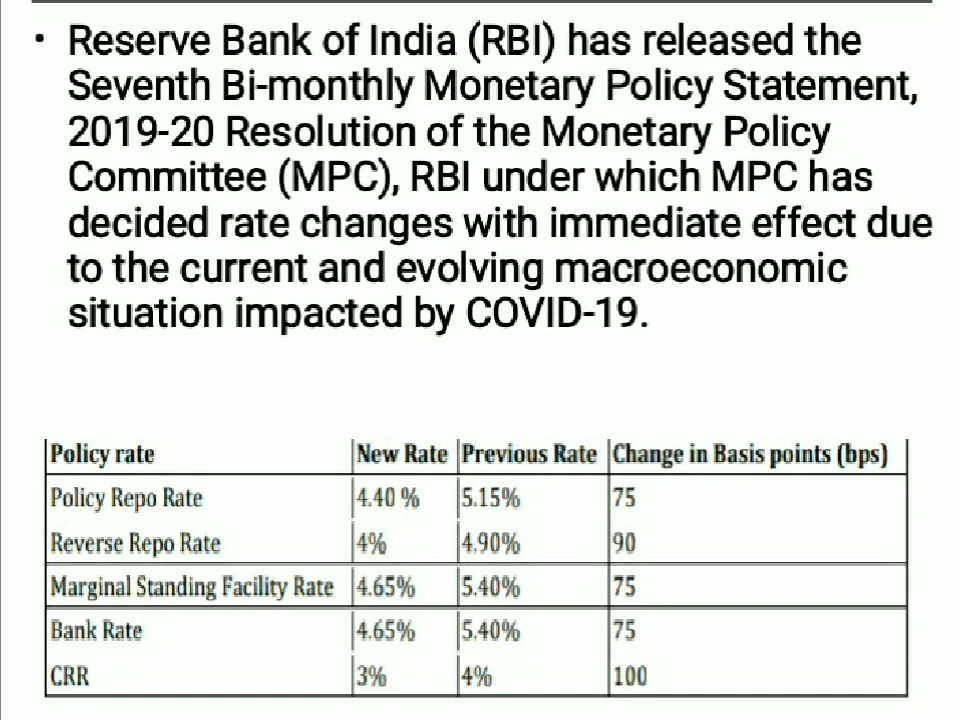 • Reserve Bank of India (RBI) has released the
Seventh Bi-monthly Monetary Policy Statement,
2019-20 Resolution of the Monetary Policy
Committee (MPC), RBI under which MPC has
decided rate changes with immediate effect due
to the current and evolving macroeconomic
situation impacted by COVID-19.
Policy rate New Rate Previous Rate Change in Basis points (bps)
Policy Repo Rate 4.40 % 5.15% 75
Reverse Repo Rate 4% 4.90% 90
Marginal Standing Facility Rate 4.65% 5.40% 75
Bank Rate 4.65% 5.40% 75
CRR 3% 4% 100